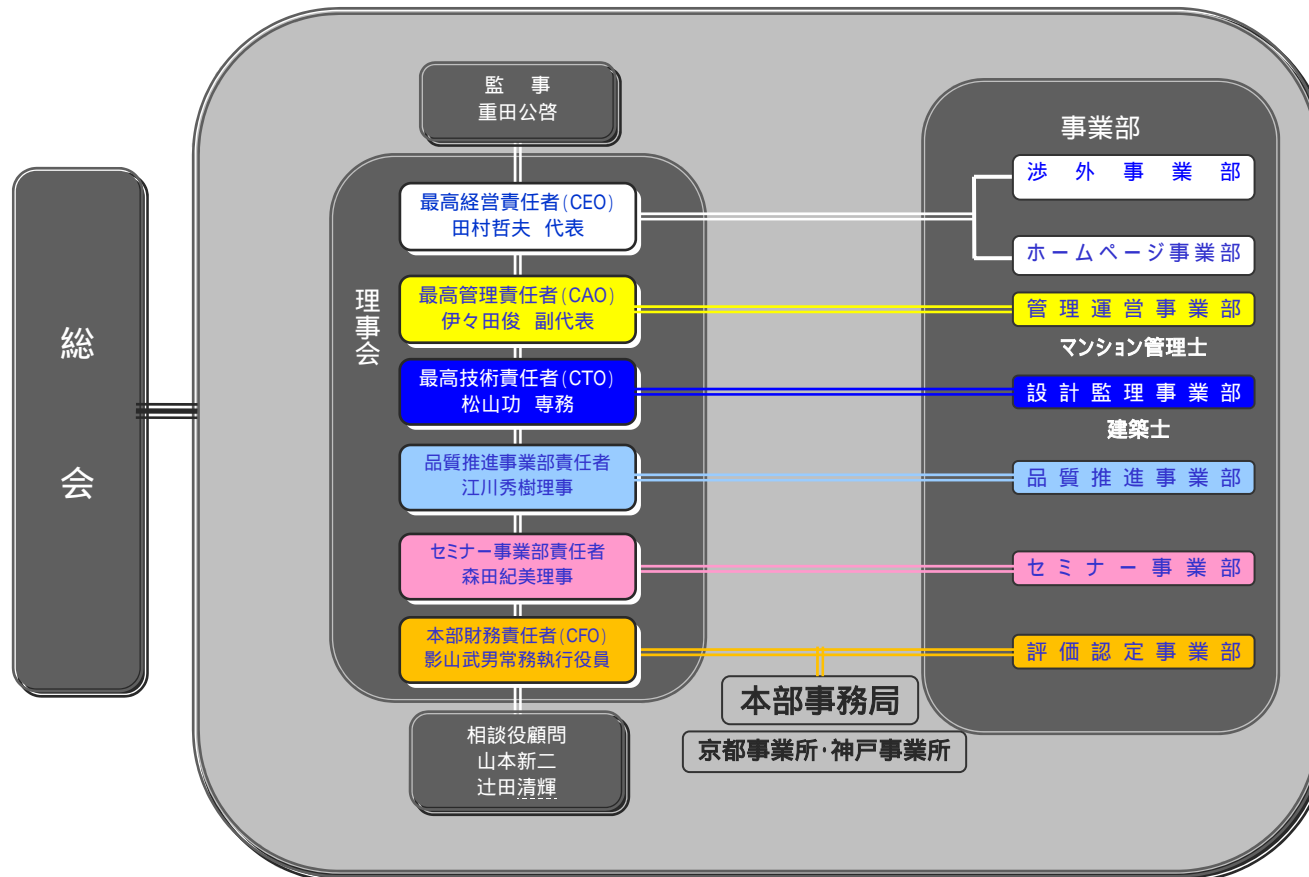 総会
監事
重田公啓
理事会
最高経営責任者(CEO)
田村哲夫 代表
最高管理責任者(CAO)
伊々田俊 副代表
最高技術責任者(CTO)
松山功 専務
品質推進事業部責任者
江川秀樹理事
セミナー事業部責任者
森田紀美理事
本部財務責任者(CFO)
影山武男常務執行役員
相談役顧問
山本新二
辻田清輝
本部事務局
京都事業所・神戸事業所
事業部
渉外事業部
ホームページ事業部
管理運営事業部
マンション管理士
設計監理事業部
建築士
品質推進事業部
セミナー事業部
評価認定事業部